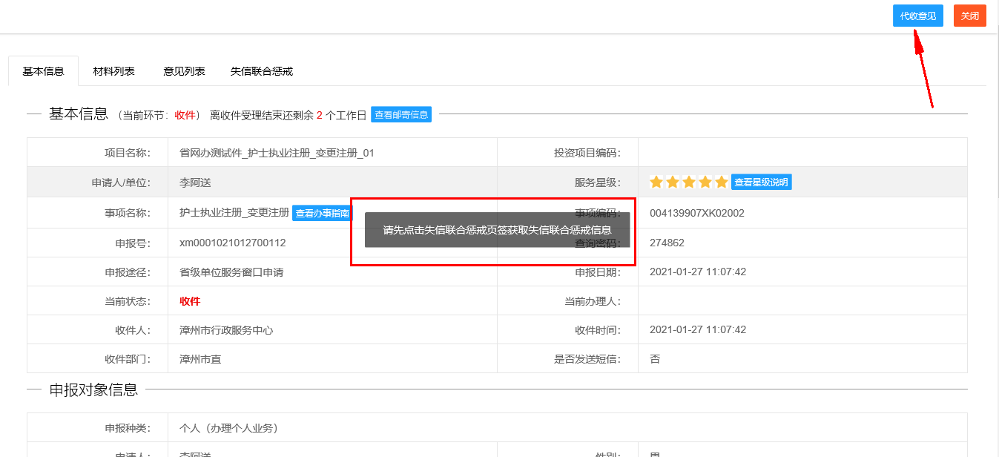 代收意见 关闭
基本信息 材料列表 意见列表 失信联合惩戒
基本信息 （当前环节：收件） 离收件受理结束还剩余 2 个工作日 查看邮寄信息
项目名称： 省网办测试件_护士执业注册_变更注册_01 投资项目编码：
申请人/单位： 李阿送 服务星级： 查看星级说明
事项名称： 护士执业注册_变更注册 查看办事指南 事项编码： 004139907XK02002
请先点击失信联合惩戒页签获取失信联合惩戒信息
申报号： xm0001021012700112 查询密码： 274862
申报途径： 省级单位服务窗口申请 申报日期： 2021-01-27 11:07:42
当前状态： 收件 当前办理人：
收件人： 漳州市行政服务中心 收件时间： 2021-01-27 11:07:42
收件部门： 漳州市直 是否发送短信： 否
申报对象信息
申报种类： 个人（办理个人业务）
申请人： 李阿送 性别： 男